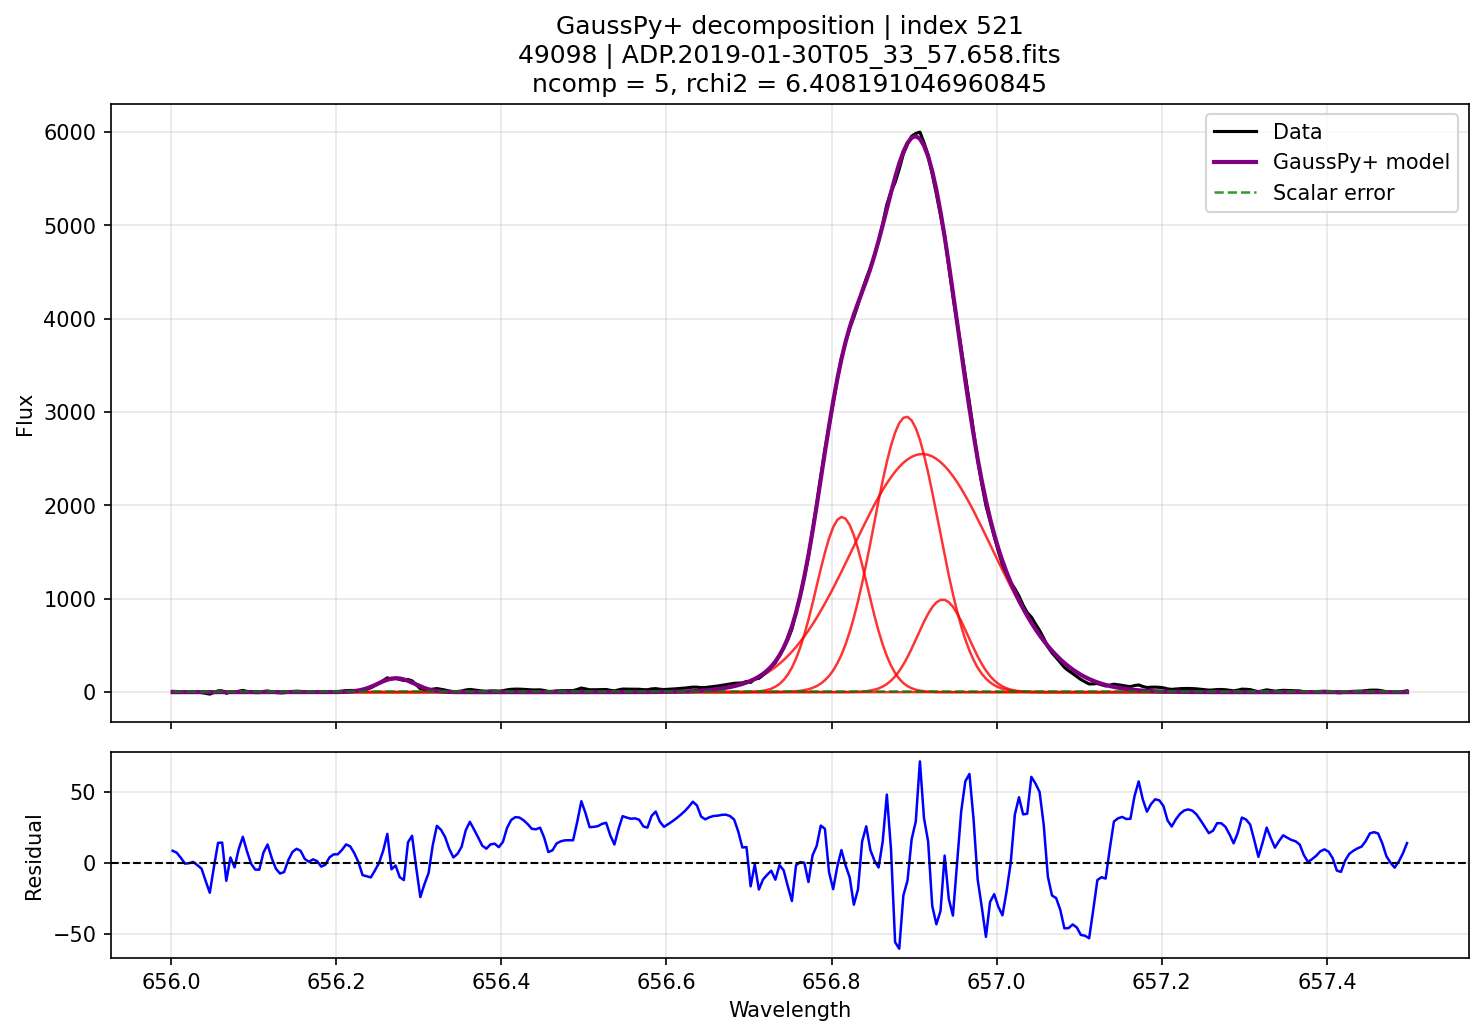 GaussPy+ decomposition | index 521
49098 | ADP.2019-01-30T05_33_57.658.fits
ncomp = 5, rchi2 = 6.408191046960845
Data
GaussPy+ model
Scalar error
6000
5000
4000
3000
2000
1000
0
Flux
50
0
−50
Residual
656.0 656.2 656.4 656.6 656.8 657.0 657.2 657.4
Wavelength